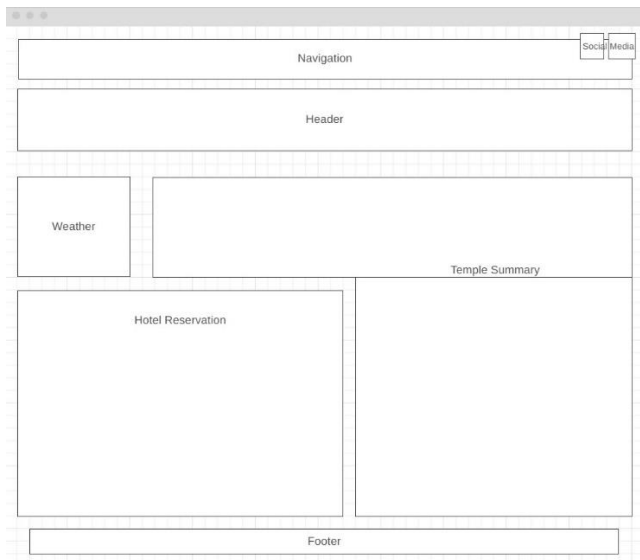 Social Media
Navigation
Header
Weather
Temple Summary
Hotel Reservation
Footer